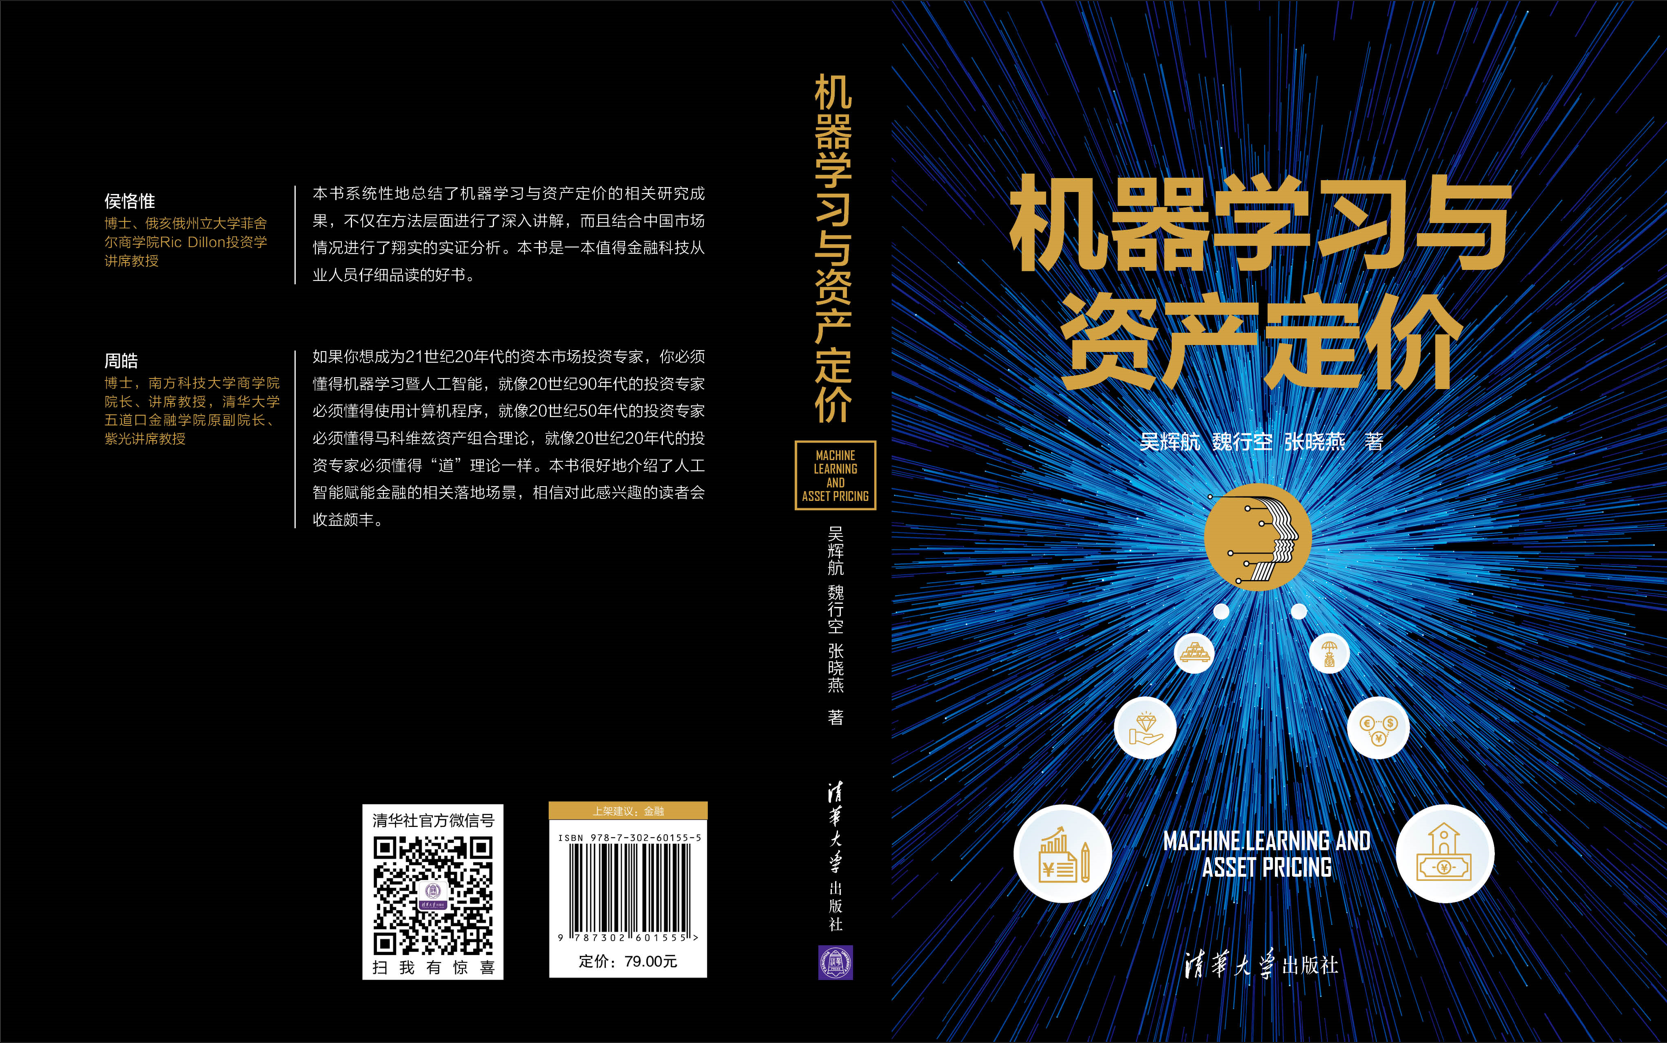 侯恪惟
博士、俄亥俄州立大学菲舍
尔商学院Ric Dillon投资学
讲席教授
本书系统性地总结了机器学习与资产定价的相关研究成
果，不仅在方法层面进行了深入讲解，而且结合中国市场
情况进行了翔实的实证分析。本书是一本值得金融科技从
业人员仔细品读的好书。
周皓
博士，南方科技大学商学院
院长、讲席教授，清华大学
五道口金融学院原副院长、
紫光讲席教授
如果你想成为21世纪20年代的资本市场投资专家，你必须
懂得机器学习暨人工智能，就像20世纪90年代的投资专家
必须懂得使用计算机程序，就像20世纪50年代的投资专家
必须懂得马科维兹资产组合理论，就像20世纪20年代的投
资专家必须懂得“道”理论一样。本书很好地介绍了人工
智能赋能金融的相关落地场景，相信对此感兴趣的读者会
收益颇丰。
清华社官方微信号
扫我有惊喜
上架建议：金融
ISBN 978-7-302-60155-5
9 787302 601555 >
定价：79.00元
机器学习与资产定价
MACHINE
LEARNING
AND
ASSET PRICING
吴辉航 魏行空 张晓燕 著
清华大学出版社
机器学习与
资产定价
吴辉航 魏行空 张晓燕 著
MACHINE LEARNING AND
ASSET PRICING
清华大学出版社